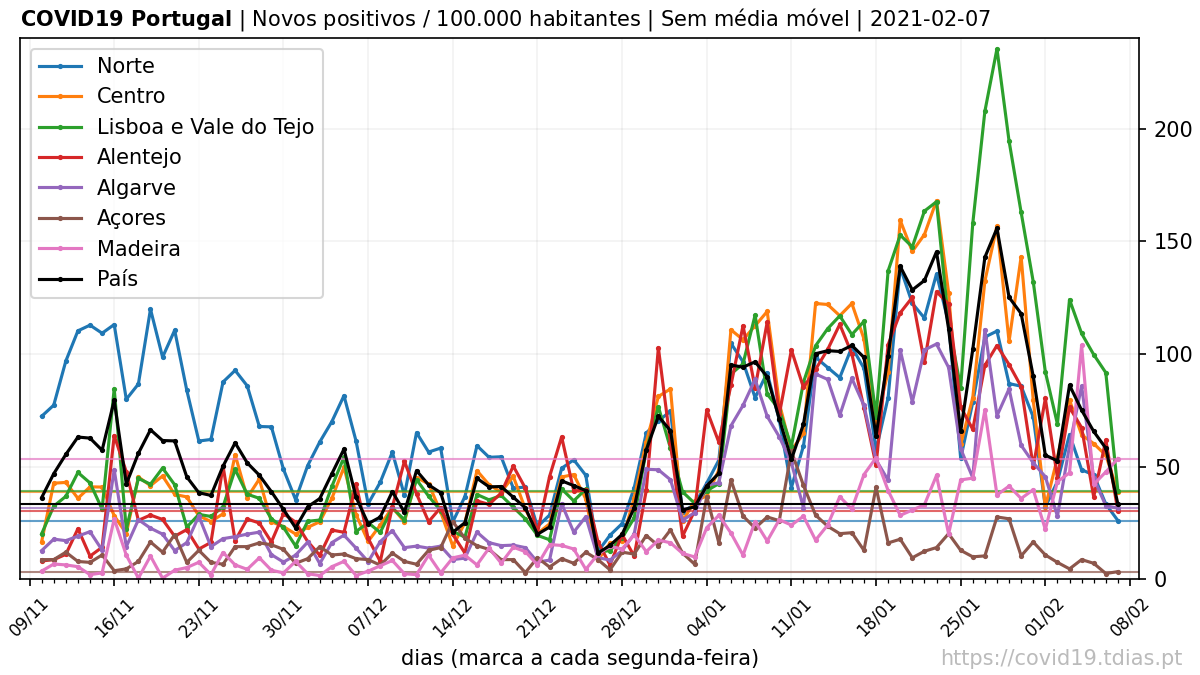 COVID19 Portugal | Novos positivos / 100.000 habitantes | Sem média móvel | 2021-02-07
Norte
Centro
Lisboa e Vale do Tejo
Alentejo
Algarve
Açores
Madeira
País
200
150
100
50
0
09/11 16/11 23/11 30/11 07/12 14/12 21/12 28/12 04/01 11/01 18/01 25/01 01/02 08/02
dias (marca a cada segunda-feira)
https://covid19.tdias.pt